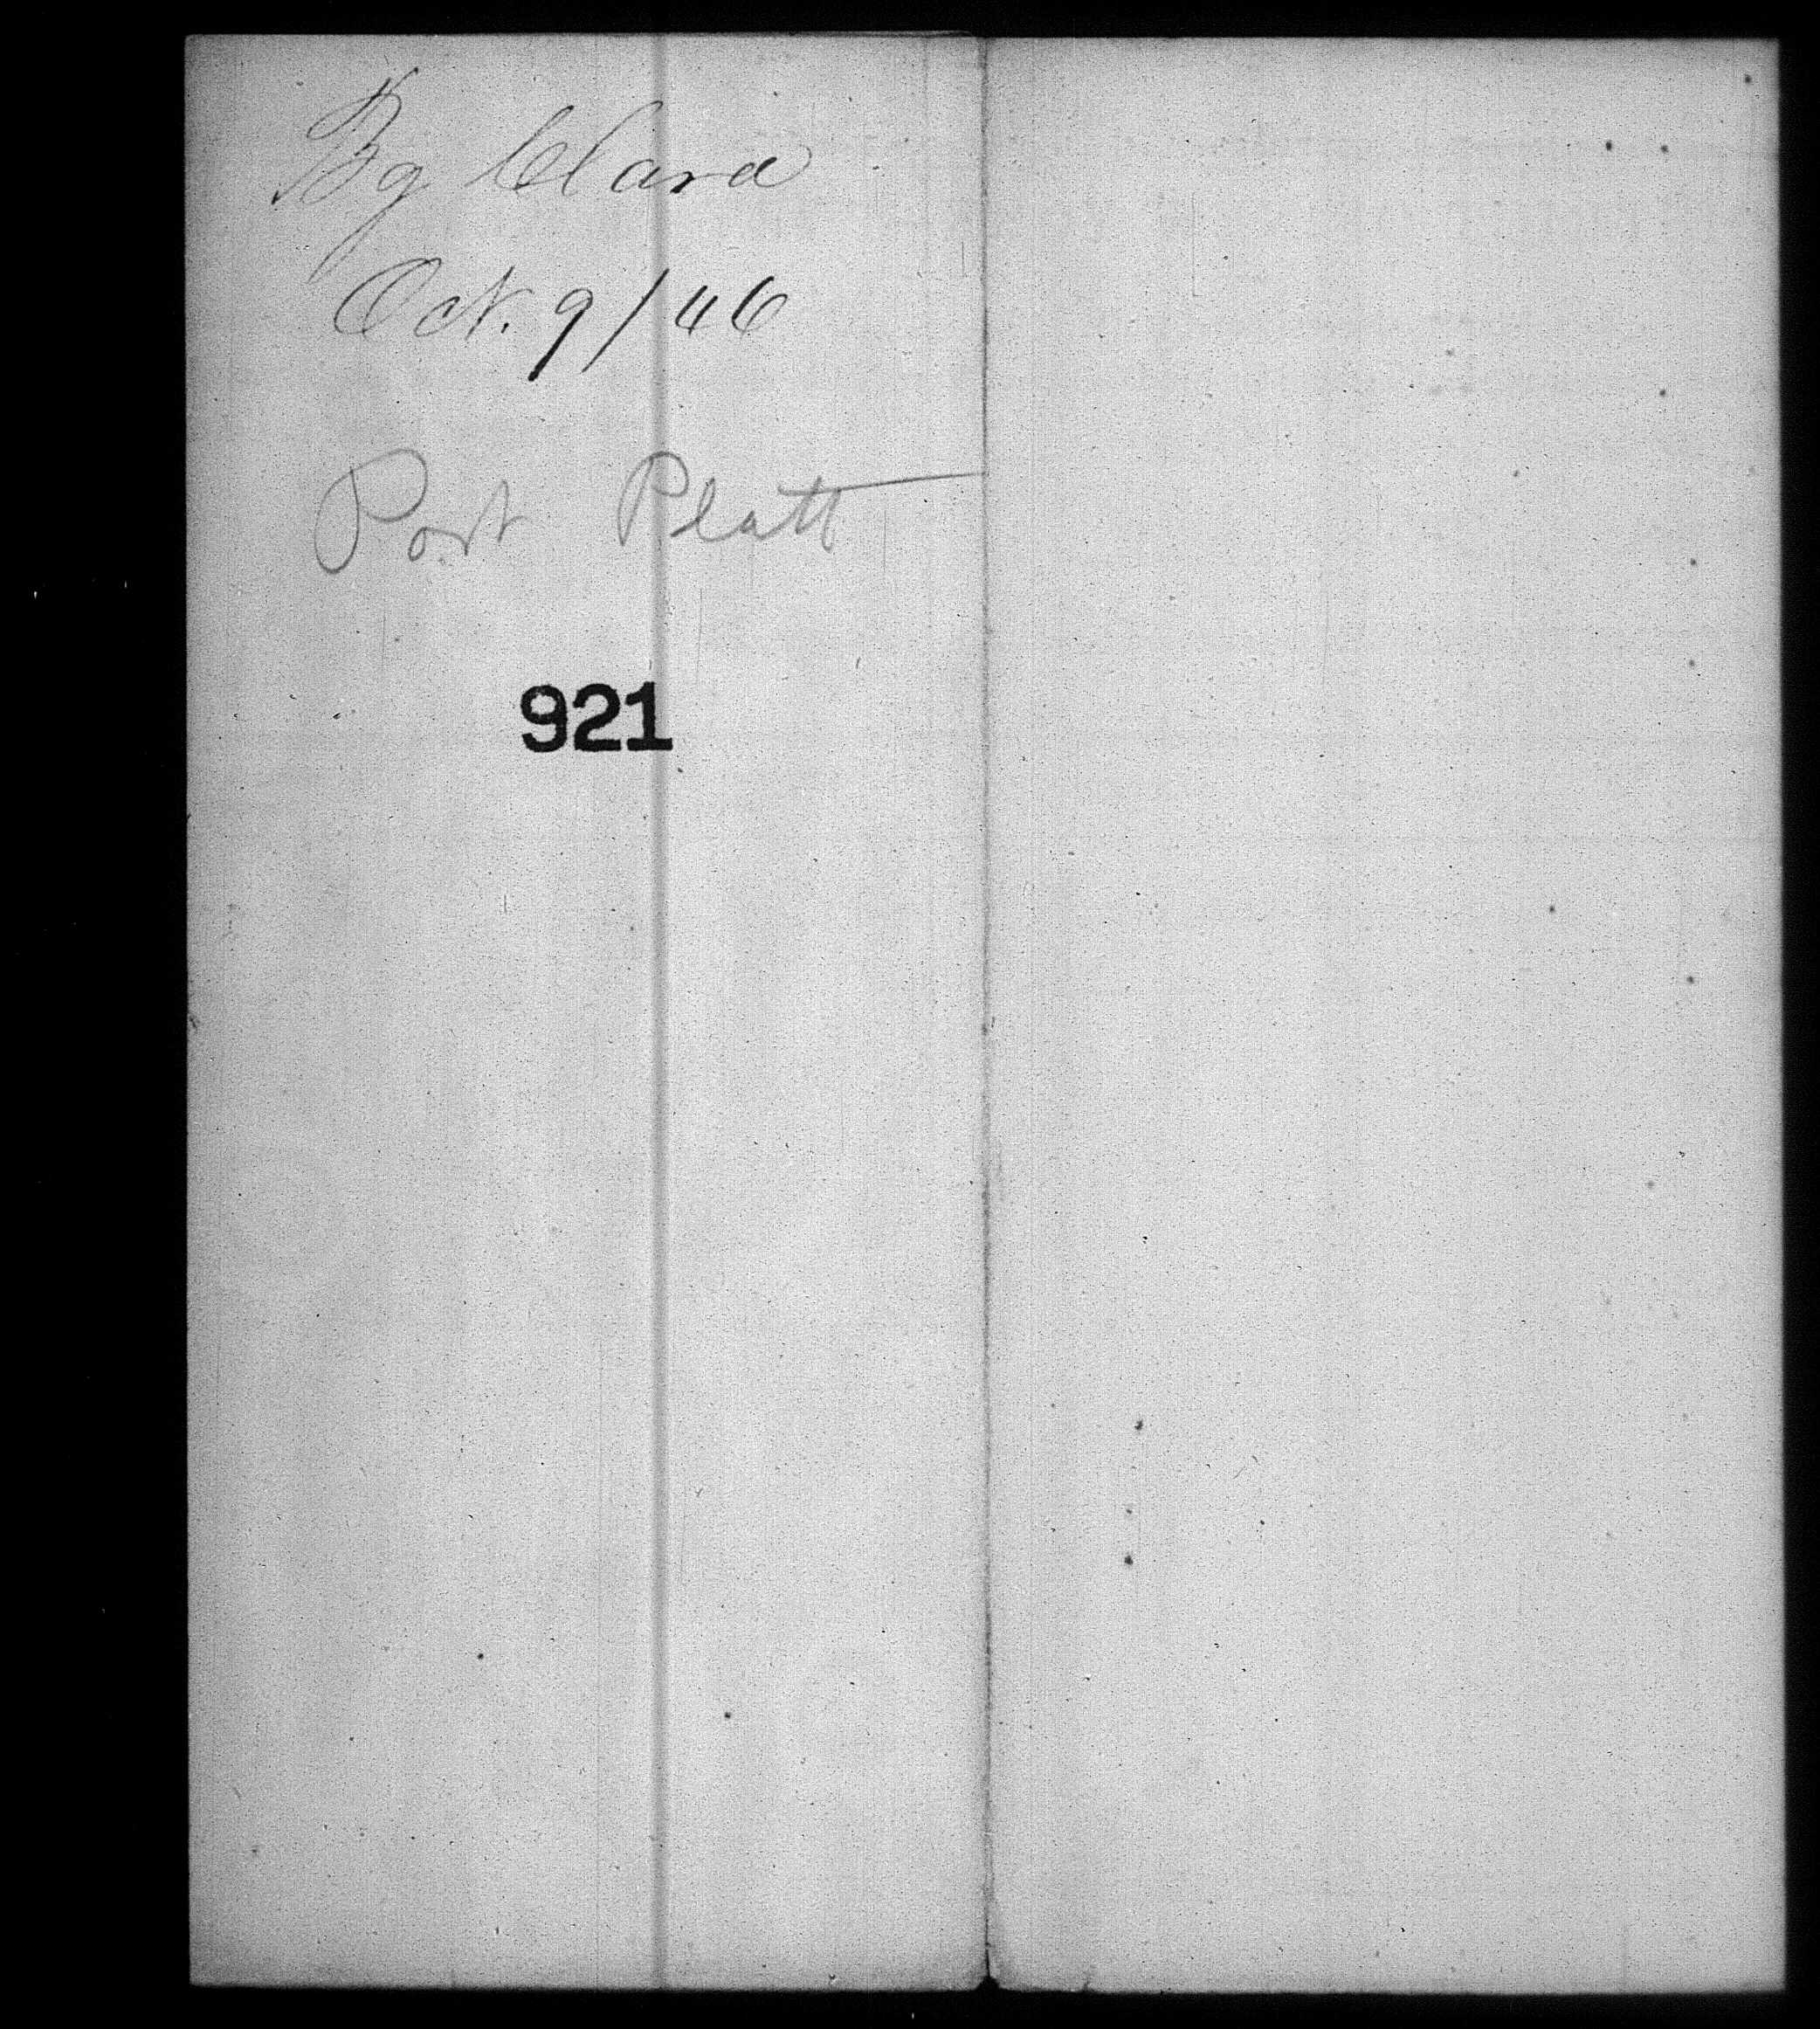 Bg Clara
Oct. 9/46
Port Platt
921